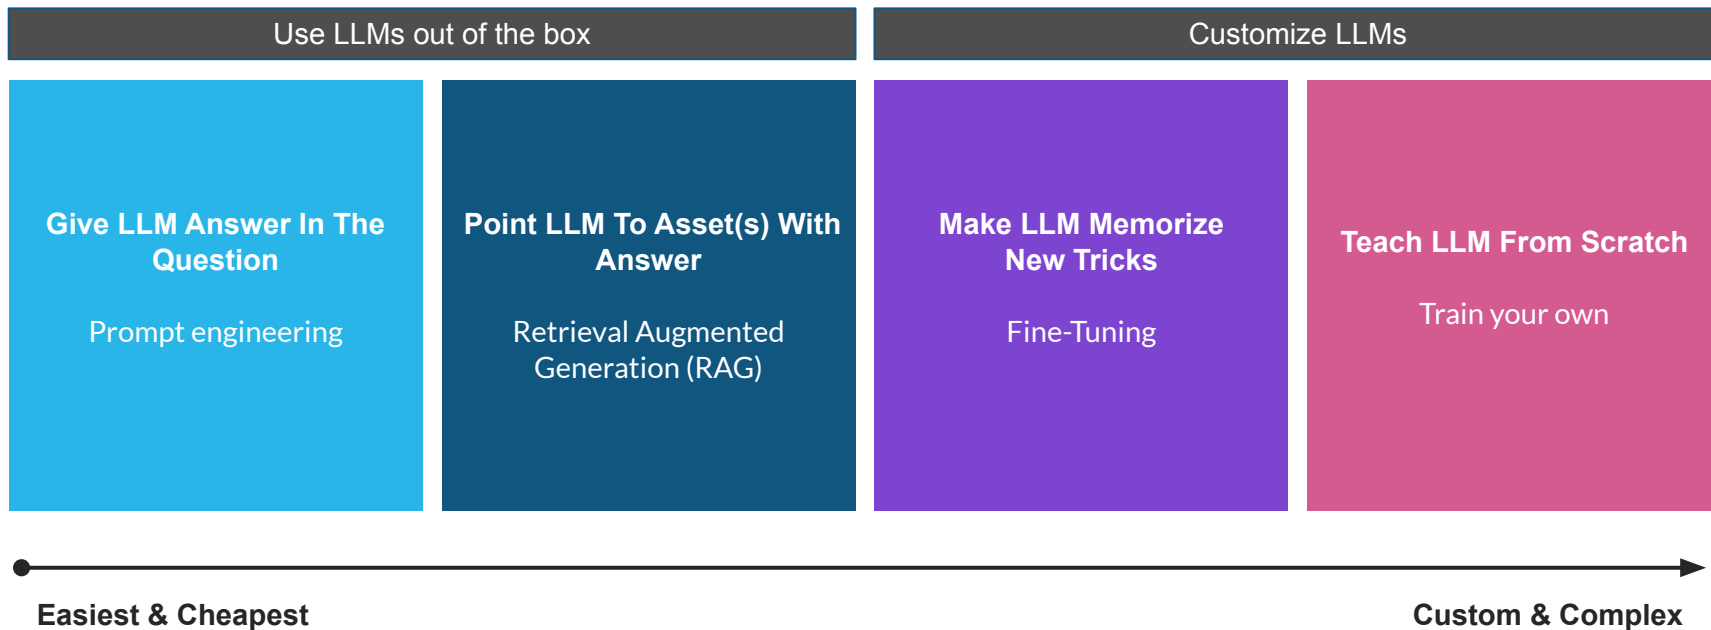 Use LLMs out of the box
Customize LLMs
Give LLM Answer In The
Question
Prompt engineering
Point LLM To Asset(s) With
Answer
Retrieval Augmented
Generation (RAG)
Make LLM Memorize
New Tricks
Fine-Tuning
Teach LLM From Scratch
Train your own
Easiest & Cheapest
Custom & Complex